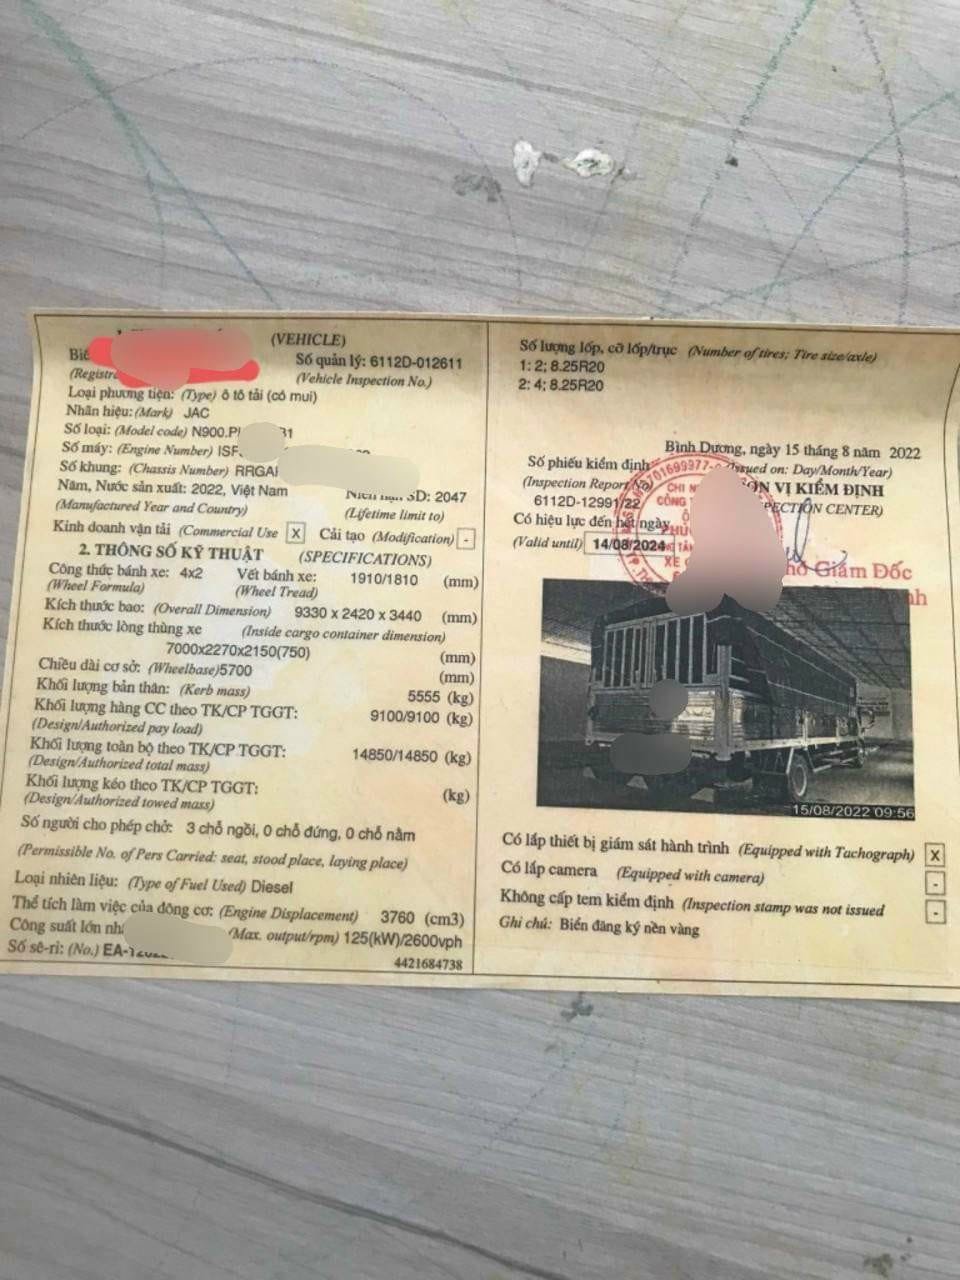 (VEHICLE)
Số quản lý: 6112D-012611
(Vehicle Inspection No.)
Loại phương tiện: (Type) ô tô tải (có mui)
Nhãn hiệu: (Mark) JAC
Số loại: (Model code) N900.
Số máy: (Engine Number) ISF
Số khung: (Chassis Number) RRGA
Năm, Nước sản xuất: 2022, Việt Nam
(Manufactured Year and Country)
SD: 2047
(Lifetime limit to)
Kinh doanh vận tải (Commercial Use X
Cải tạo (Modification) -
2. THÔNG SỐ KỸ THUẬT (SPECIFICATIONS)
Công thức bánh xe: 4x2
(Wheel Formula)
Vết bánh xe: 1910/1810 (mm)
(Wheel Tread)
Kích thước bao: (Overall Dimension) 9330 x 2420 x 3440 (mm)
Kích thước lòng thùng xe (Inside cargo container dimension)
7000x2270x2150(750) (mm)
Chiều dài cơ sở: (Wheelbase) 5700 (mm)
Khối lượng bản thân: (Kerb mass) 5555 (kg)
Khối lượng hàng CC theo TK/CP TGGT: 9100/9100 (kg)
(Design/Authorized pay load)
Khối lượng toàn bộ theo TK/CP TGGT: 14850/14850 (kg)
(Design/Authorized total mass)
Khối lượng kéo theo TK/CP TGGT: (kg)
(Design/Authorized towed mass)
Số người cho phép chở: 3 chỗ ngồi, 0 chỗ đứng, 0 chỗ nằm
(Permissible No. of Pers Carried: seat, stood place, laying place)
Loại nhiên liệu: (Type of Fuel Used) Diesel
Thể tích làm việc của động cơ: (Engine Displacement) 3760 (cm3)
Công suất lớn (Max. output/rpm) 125(kW)/2600vph
Số sê-ri: (No.) EA-
4421684738
Số lượng lốp, cỡ lốp/trục (Number of tires; Tire size/axle)
1: 2; 8.25R20
2: 4; 8.25R20
Bình Dương, ngày 15 tháng 8 năm 2022
(Issued on: Day/Month/Year)
Số phiếu kiểm định
(Inspection Report No)
6112D-12991/22
VỊ KIỂM ĐỊNH
CENTER)
Có hiệu lực đến hết ngày
(Valid until) 14/08/2024
Giám Đốc
15/08/2022 09:56
Có lắp thiết bị giám sát hành trình (Equipped with Tachograph) X
Có lắp camera (Equipped with camera) -
Không cấp tem kiểm định (Inspection stamp was not issued -
Ghi chú: Biển đăng ký nền vàng